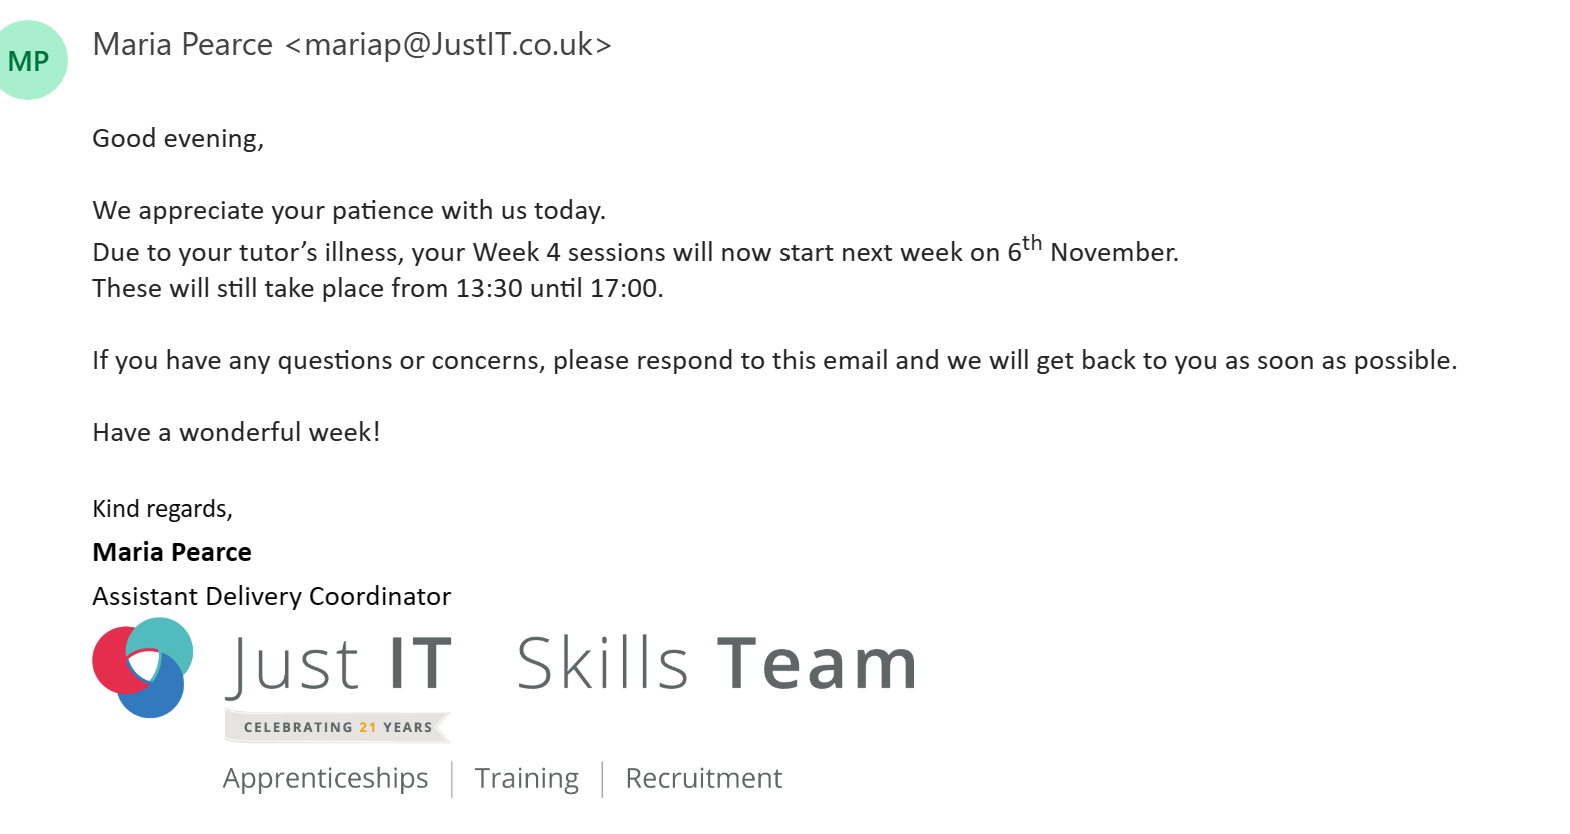 MP
Maria Pearce <mariap@JustIT.co.uk>
Good evening,
We appreciate your patience with us today.
Due to your tutor’s illness, your Week 4 sessions will now start next week on 6th November.
These will still take place from 13:30 until 17:00.
If you have any questions or concerns, please respond to this email and we will get back to you as soon as possible.
Have a wonderful week!
Kind regards,
Maria Pearce
Assistant Delivery Coordinator
Just IT Skills Team
CELEBRATING 21 YEARS
Apprenticeships | Training | Recruitment